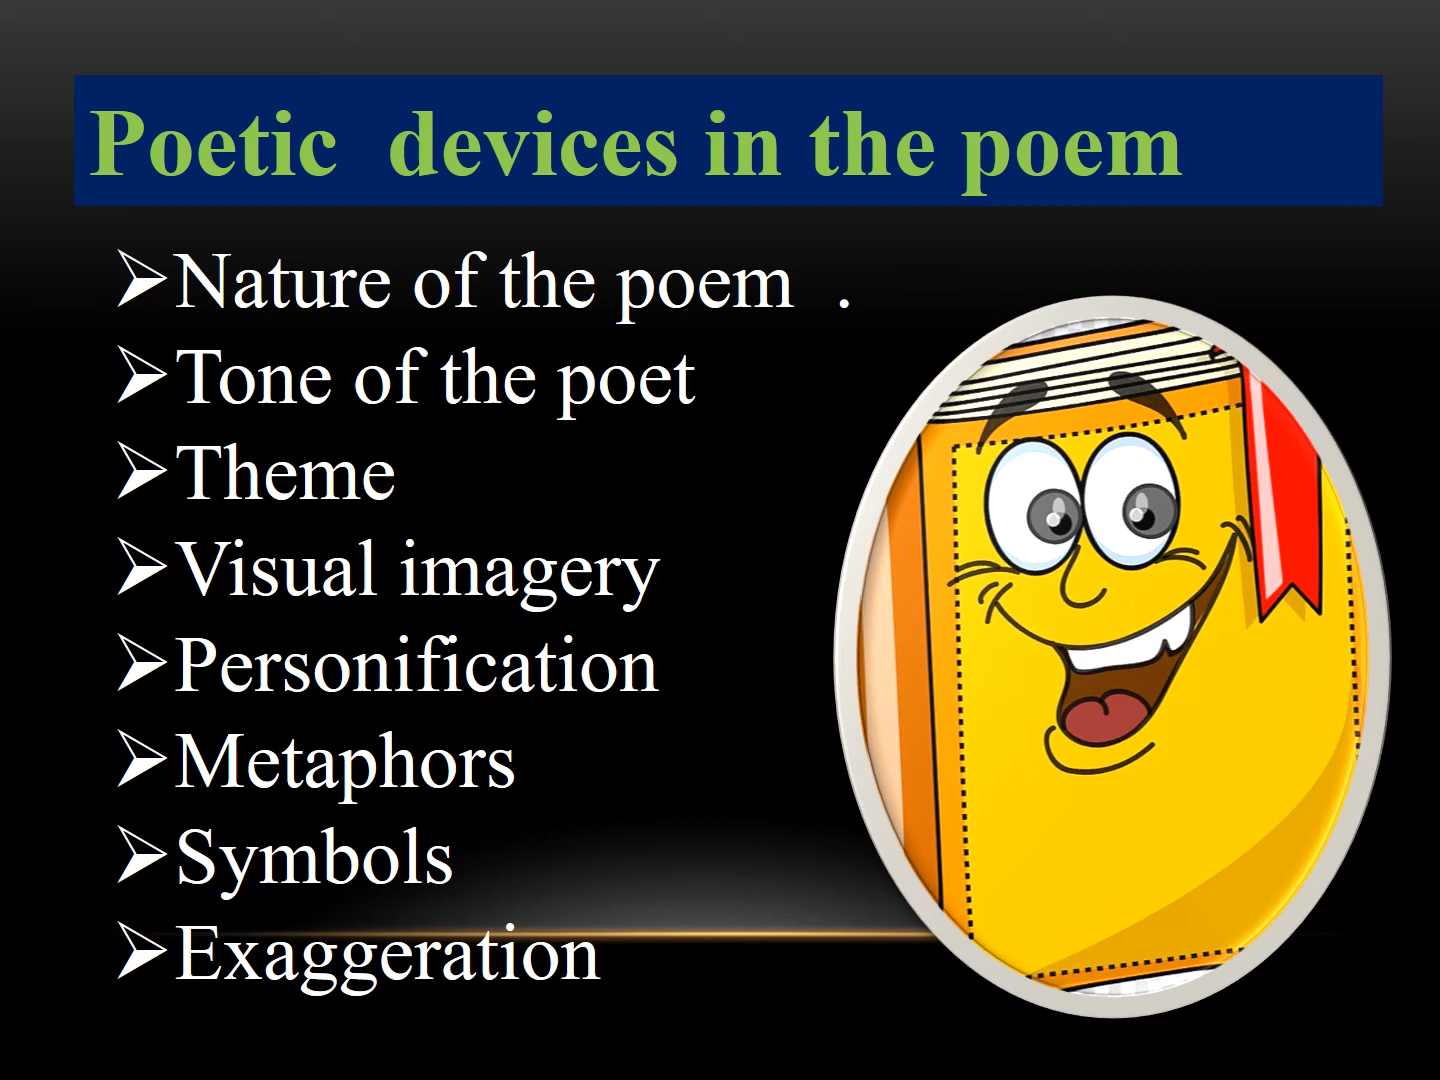 Poetic  devices in the poem
➢Nature of the poem  .
➢Tone of the poet
➢Theme
➢Visual imagery
➢Personification
➢Metaphors
➢Symbols
➢Exaggeration